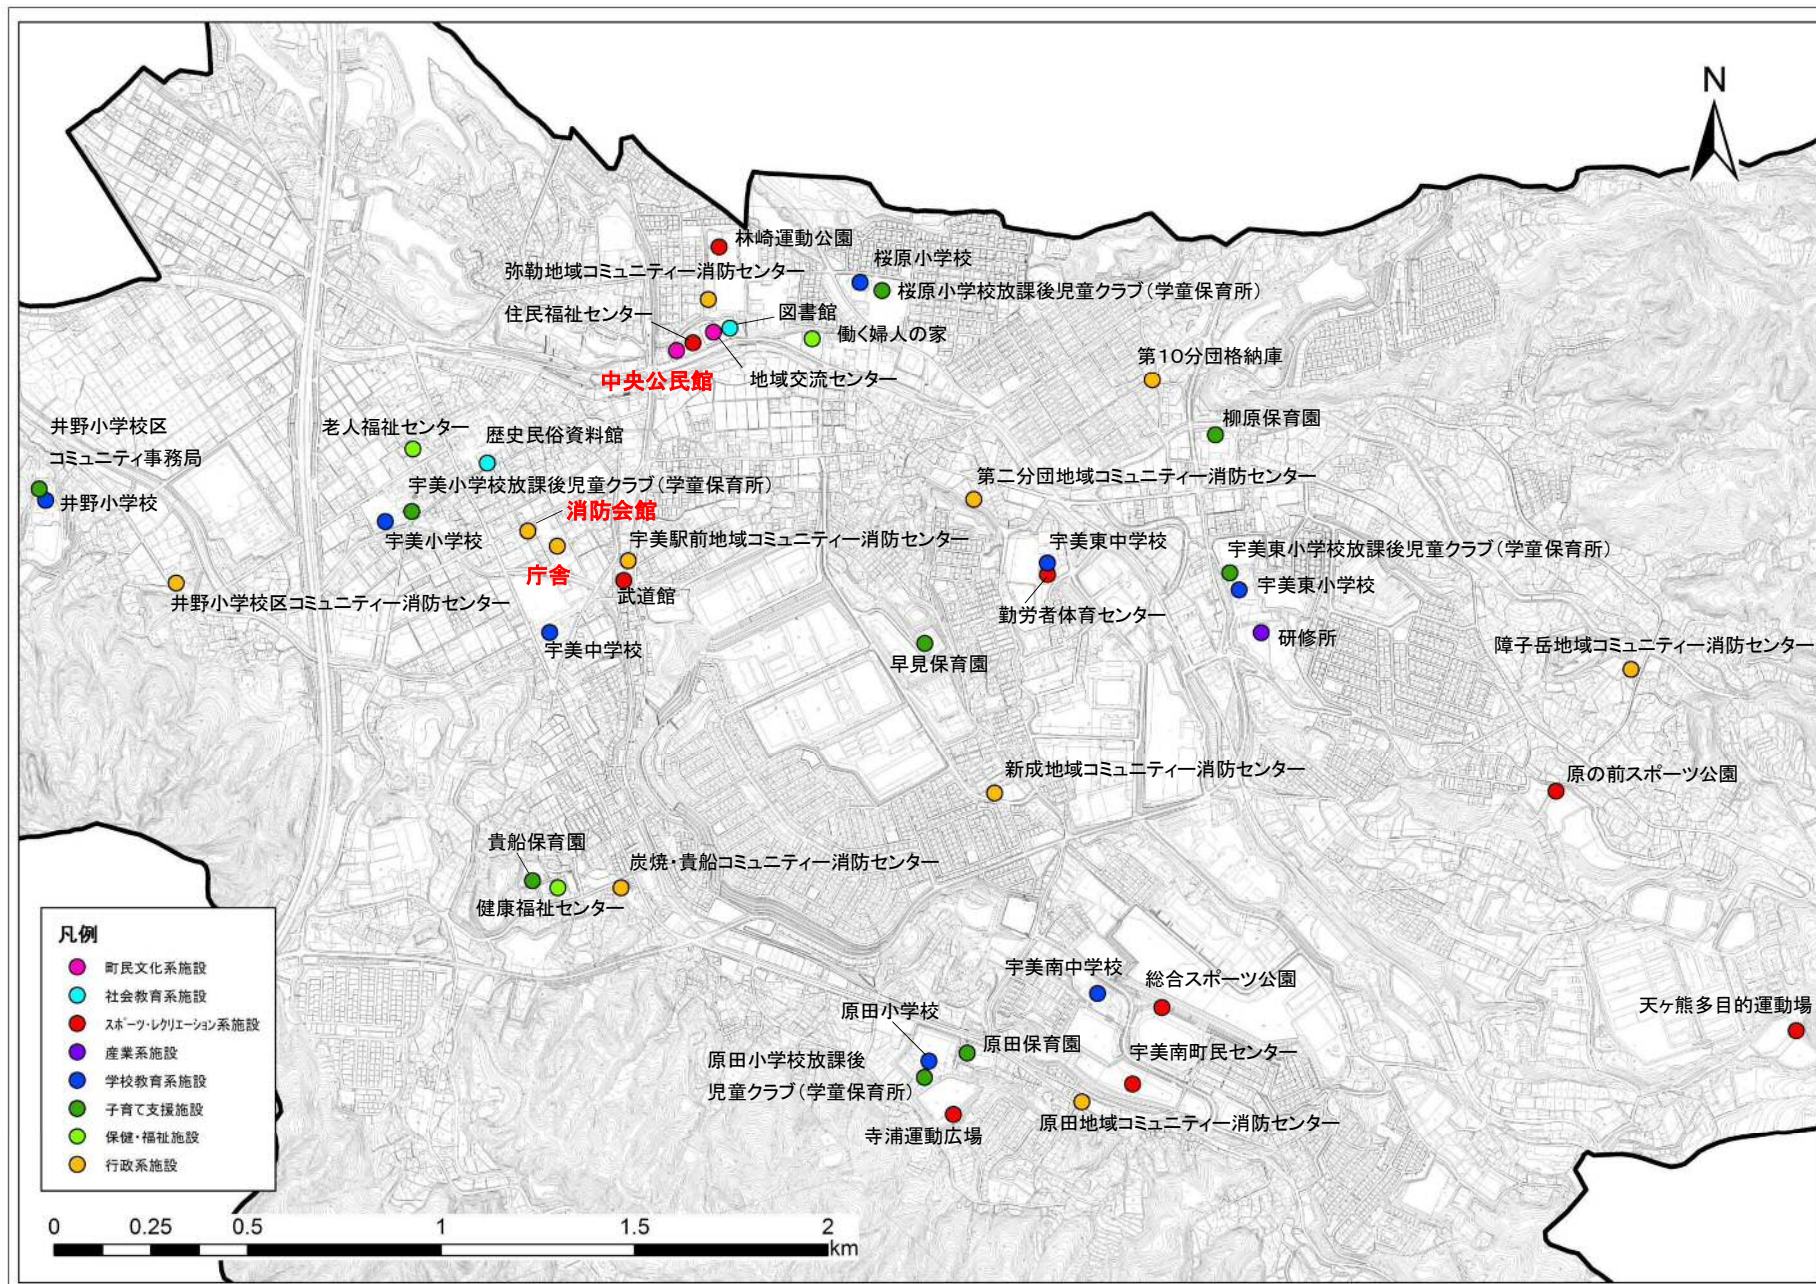 N
林崎運動公園
弥勒地域コミュニティー消防センター
桜原小学校
桜原小学校放課後児童クラブ(学童保育所)
住民福祉センター
図書館
働く婦人の家
中央公民館
地域交流センター
第10分団格納庫
柳原保育園
井野小学校区
コミュニティ事務局
井野小学校
老人福祉センター
歴史民俗資料館
宇美小学校放課後児童クラブ(学童保育所)
消防会館
宇美小学校
庁舎
宇美駅前地域コミュニティー消防センター
武道館
第二分団地域コミュニティー消防センター
宇美東中学校
勤労者体育センター
宇美東小学校放課後児童クラブ(学童保育所)
宇美東小学校
研修所
井野小学校区コミュニティー消防センター
宇美中学校
早見保育園
障子岳地域コミュニティー消防センター
新成地域コミュニティー消防センター
原の前スポーツ公園
貴船保育園
炭焼・貴船コミュニティー消防センター
健康福祉センター
宇美南中学校
総合スポーツ公園
天ヶ熊多目的運動場
原田小学校
原田保育園
宇美南町民センター
原田小学校放課後
児童クラブ(学童保育所)
寺浦運動広場
原田地域コミュニティー消防センター
凡例
町民文化系施設
社会教育系施設
スポーツ・レクリエーション系施設
産業系施設
学校教育系施設
子育て支援施設
保健・福祉施設
行政系施設
0 0.25 0.5 1 1.5 2
km